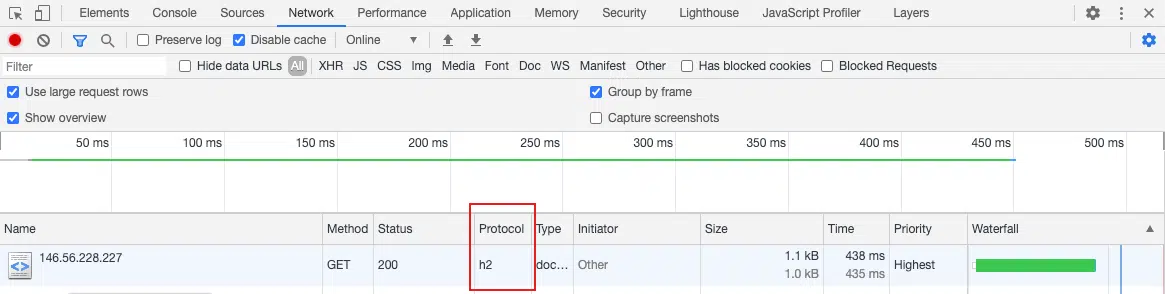 Elements Console Sources Network Performance Application Memory Security Lighthouse JavaScript Profiler Layers
Preserve log Disable cache Online
Filter Hide data URLs All XHR JS CSS Img Media Font Doc WS Manifest Other Has blocked cookies Blocked Requests
Use large request rows Group by frame
Show overview Capture screenshots
50 ms 100 ms 150 ms 200 ms 250 ms 300 ms 350 ms 400 ms 450 ms 500 ms
Name Method Status Protocol Type Initiator Size Time Priority Waterfall
146.56.228.227 GET 200 h2 doc... Other 1.1 kB 438 ms Highest
1.0 kB 435 ms